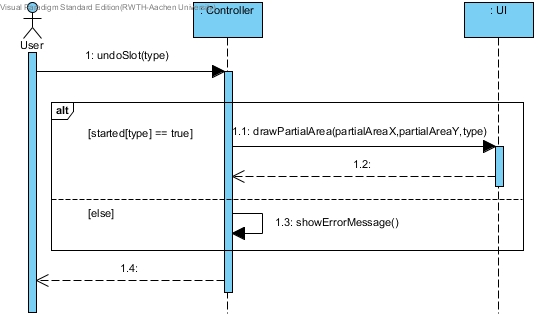 Visual Paradigm Standard Edition(RWTH-Aachen University)
: Controller
: UI
User
1: undoSlot(type)
alt
[started[type] == true]
1.1: drawPartialArea(partialAreaX,partialAreaY,type)
1.2:
[else]
1.3: showErrorMessage()
1.4: